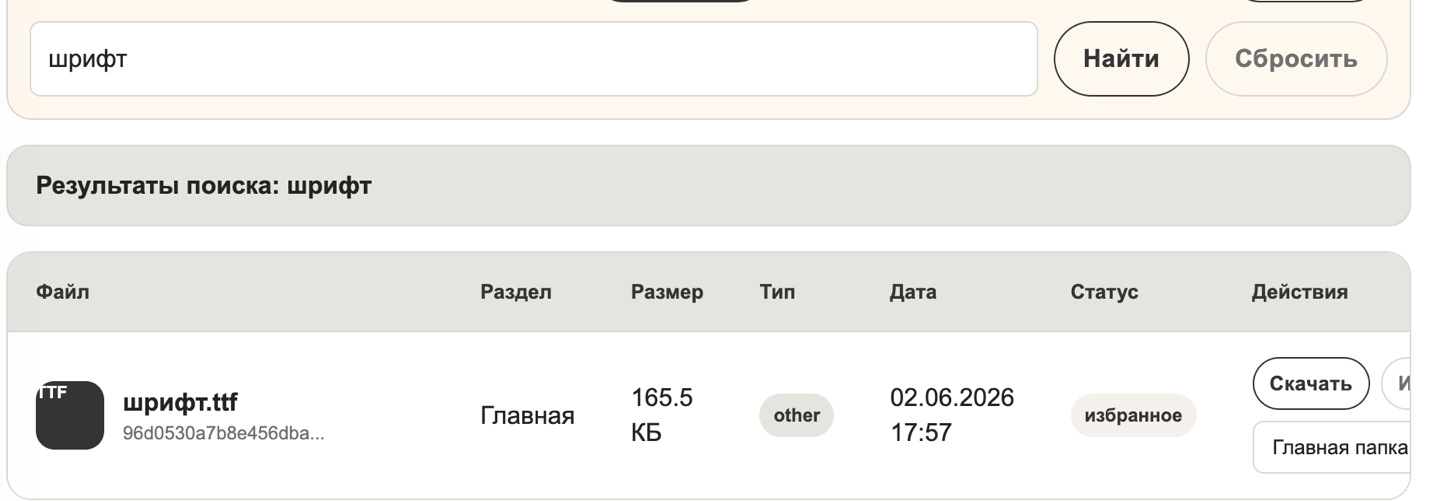 шрифт
Найти
Сбросить
Результаты поиска: шрифт
Файл Раздел Размер Тип Дата Статус Действия
TTF
шрифт.ttf
96d0530a7b8e456dba...
Главная
165.5
КБ
other
02.06.2026
17:57
избранное
Скачать
Главная папка